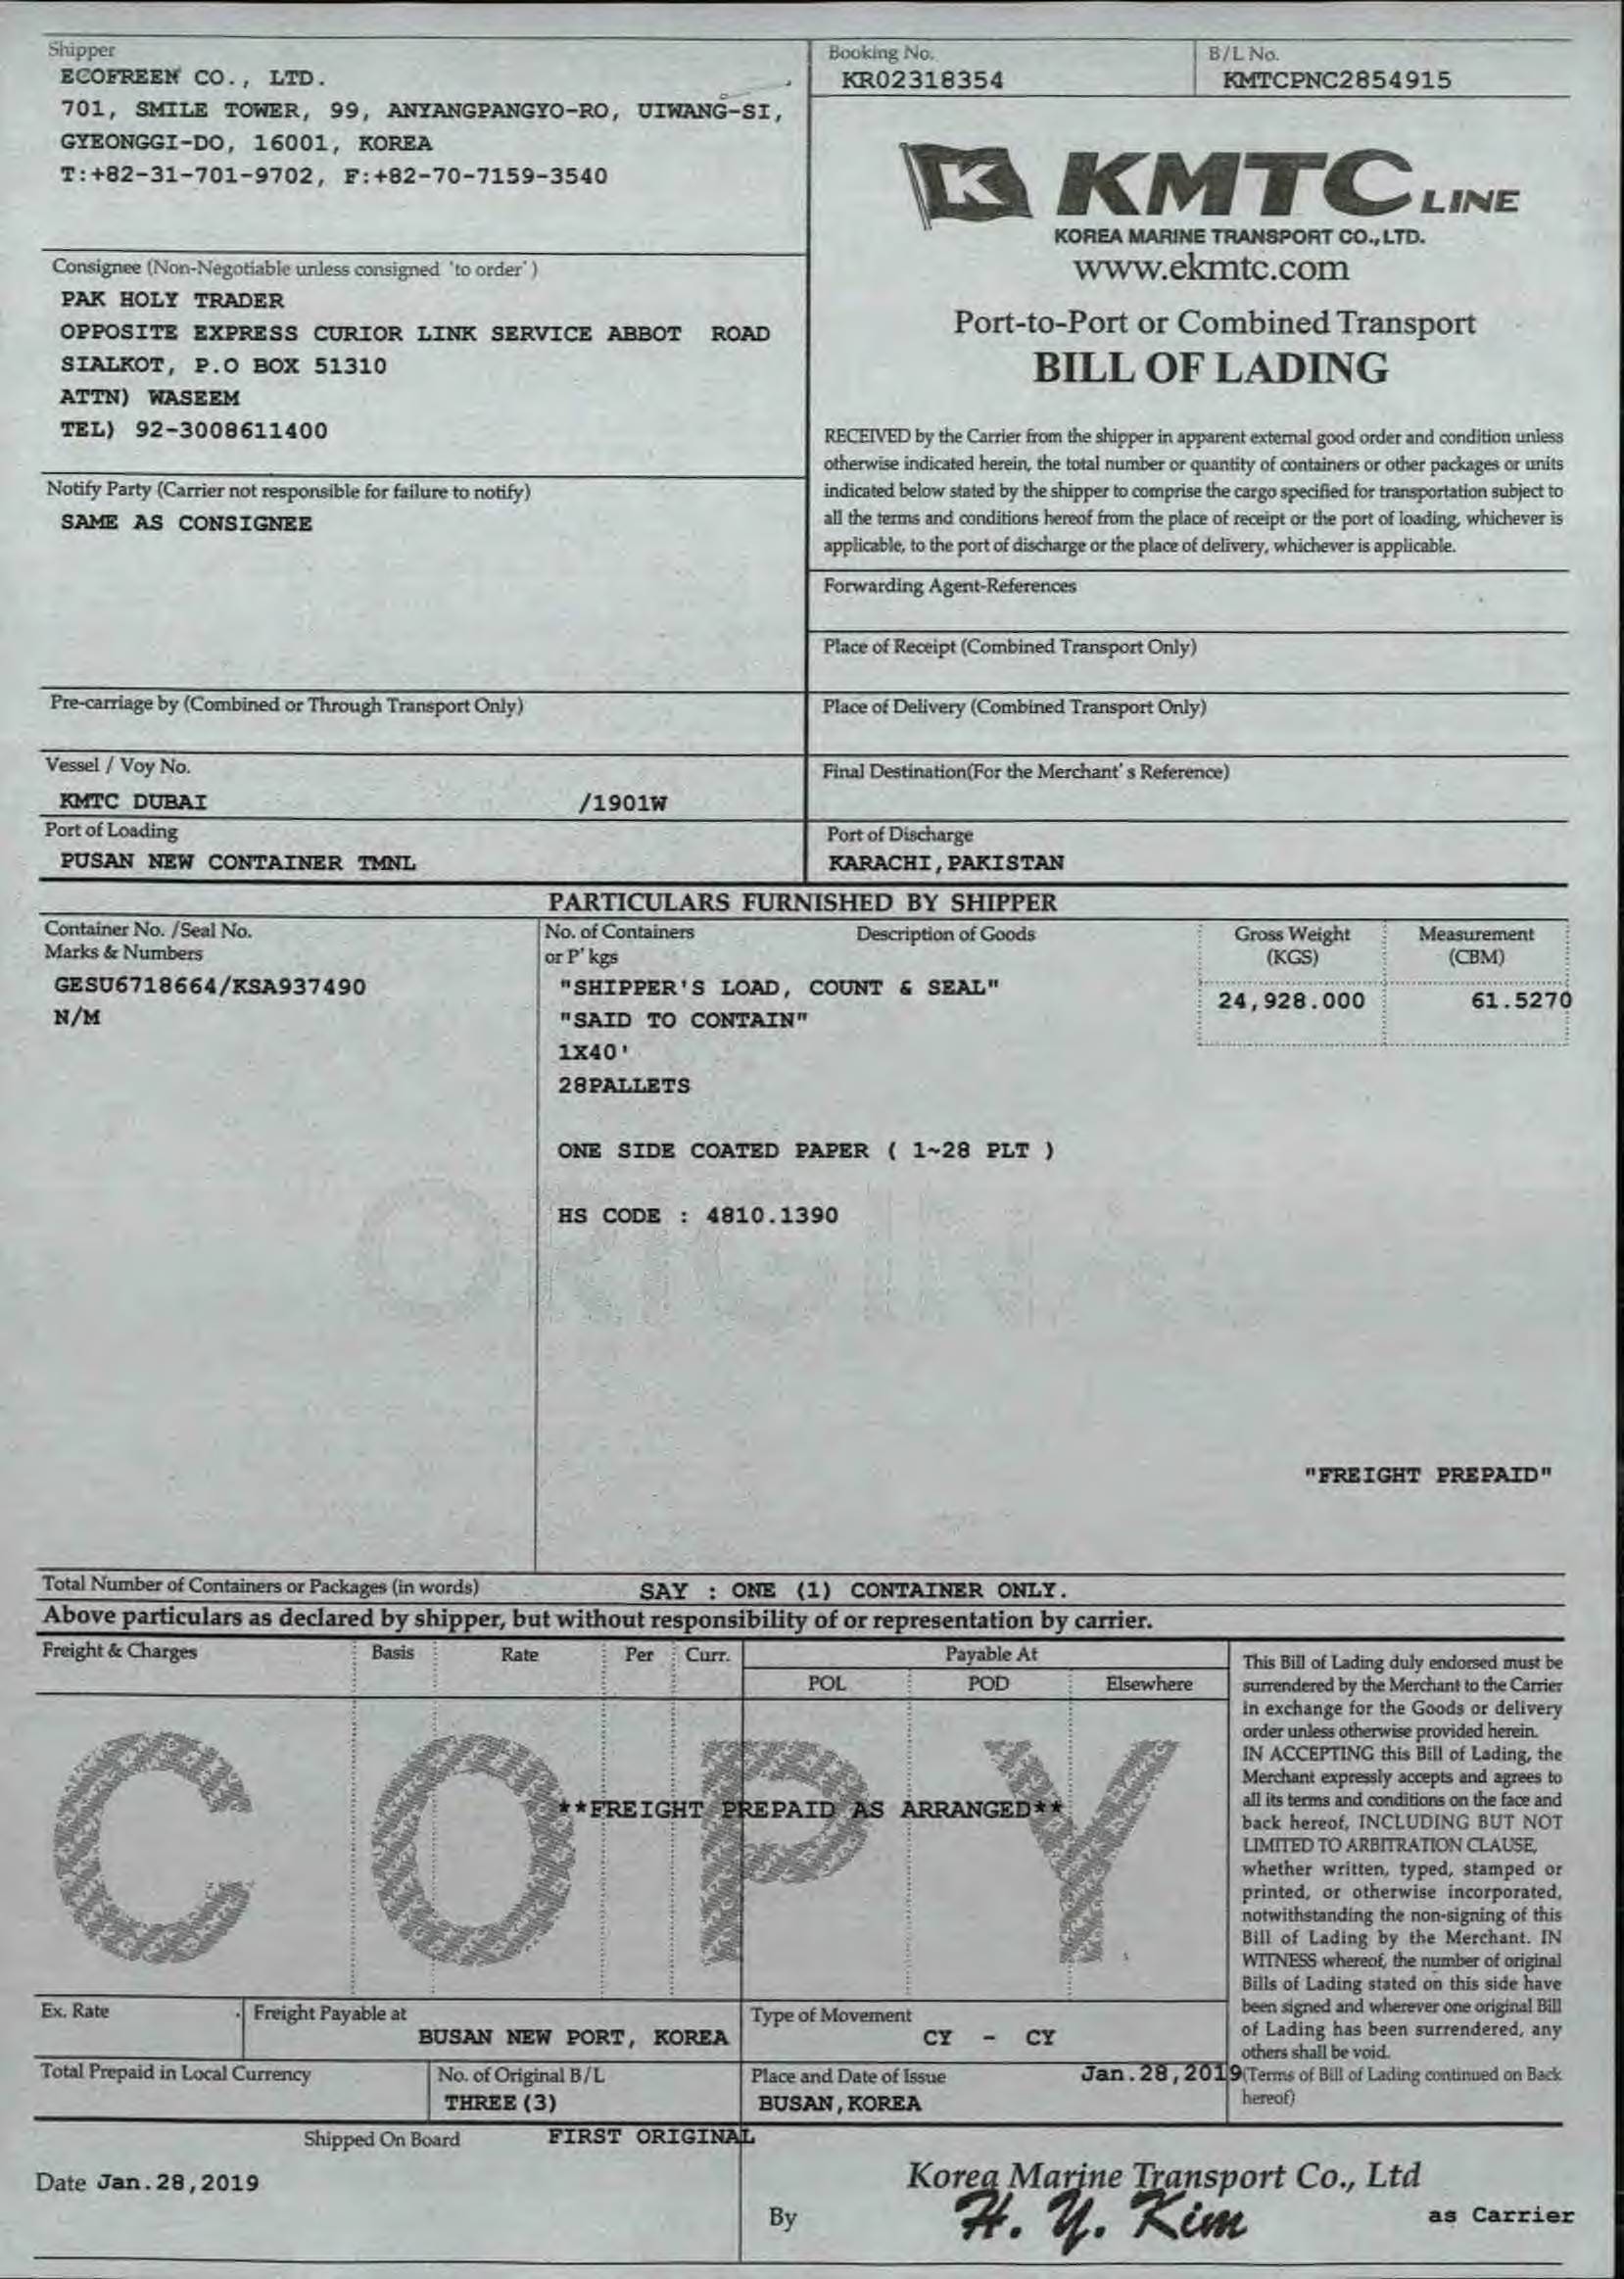 Shipper
ECOFREEN CO., LTD.
701, SMILE TOWER, 99, ANYANGPANGYO-RO, UIWANG-SI,
GYEONGGI-DO, 16001, KOREA
T:+82-31-701-9702, F:+82-70-7159-3540
Booking No.
KR02318354
B/L No.
KMTCPNC2854915
K KMTC LINE
KOREA MARINE TRANSPORT CO., LTD.
www.ekmtc.com
Port-to-Port or Combined Transport
BILL OF LADING
Consignee (Non-Negotiable unless consigned 'to order')
PAK HOLY TRADER
OPPOSITE EXPRESS CURIOR LINK SERVICE ABBOT ROAD
SIALKOT, P.O BOX 51310
ATTN) WASEEM
TEL) 92-3008611400
RECEIVED by the Carrier from the shipper in apparent external good order and condition unless
otherwise indicated herein, the total number or quantity of containers or other packages or units
indicated below stated by the shipper to comprise the cargo specified for transportation subject to
all the terms and conditions hereof from the place of receipt or the port of loading, whichever is
applicable, to the port of discharge or the place of delivery, whichever is applicable.
Notify Party (Carrier not responsible for failure to notify)
SAME AS CONSIGNEE
Forwarding Agent-References
Place of Receipt (Combined Transport Only)
Pre-carriage by (Combined or Through Transport Only)
Place of Delivery (Combined Transport Only)
Vessel / Voy No.
KMTC DUBAI /1901W
Final Destination(For the Merchant's Reference)
Port of Loading
PUSAN NEW CONTAINER TMNL
Port of Discharge
KARACHI, PAKISTAN
PARTICULARS FURNISHED BY SHIPPER
Container No. /Seal No.
Marks & Numbers
No. of Containers
or P'kgs
Description of Goods
Gross Weight
(KGS)
Measurement
(CBM)
GESU6718664/KSA937490
N/M
"SHIPPER'S LOAD, COUNT & SEAL"
"SAID TO CONTAIN"
1X40'
28PALLETS
24,928.000
61.5270
ONE SIDE COATED PAPER ( 1~28 PLT )
HS CODE : 4810.1390
ORIGINAL
"FREIGHT PREPAID"
Total Number of Containers or Packages (in words)
SAY : ONE (1) CONTAINER ONLY.
Above particulars as declared by shipper, but without responsibility of or representation by carrier.
Freight & Charges
Basis
Rate
Per
Curr.
Payable At
POL
POD
Elsewhere
COPY
**FREIGHT PREPAID AS ARRANGED**
This Bill of Lading duly endorsed must be
surrendered by the Merchant to the Carrier
in exchange for the Goods or delivery
order unless otherwise provided herein.
IN ACCEPTING this Bill of Lading, the
Merchant expressly accepts and agrees to
all its terms and conditions on the face and
back hereof, INCLUDING BUT NOT
LIMITED TO ARBITRATION CLAUSE,
whether written, typed, stamped or
printed, or otherwise incorporated,
notwithstanding the non-signing of this
Bill of Lading by the Merchant. IN
WITNESS whereof, the number of original
Bills of Lading stated on this side have
been signed and wherever one original Bill
of Lading has been surrendered, any
others shall be void.
(Terms of Bill of Lading continued on Back
hereof)
Ex. Rate
Freight Payable at
BUSAN NEW PORT, KOREA
Type of Movement
CY - CY
Total Prepaid in Local Currency
No. of Original B/L
THREE (3)
Place and Date of Issue
Jan.28,2019
BUSAN, KOREA
Shipped On Board
FIRST ORIGINAL
Date Jan.28,2019
Korea Marine Transport Co., Ltd
By
H. Y. Kim
as Carrier